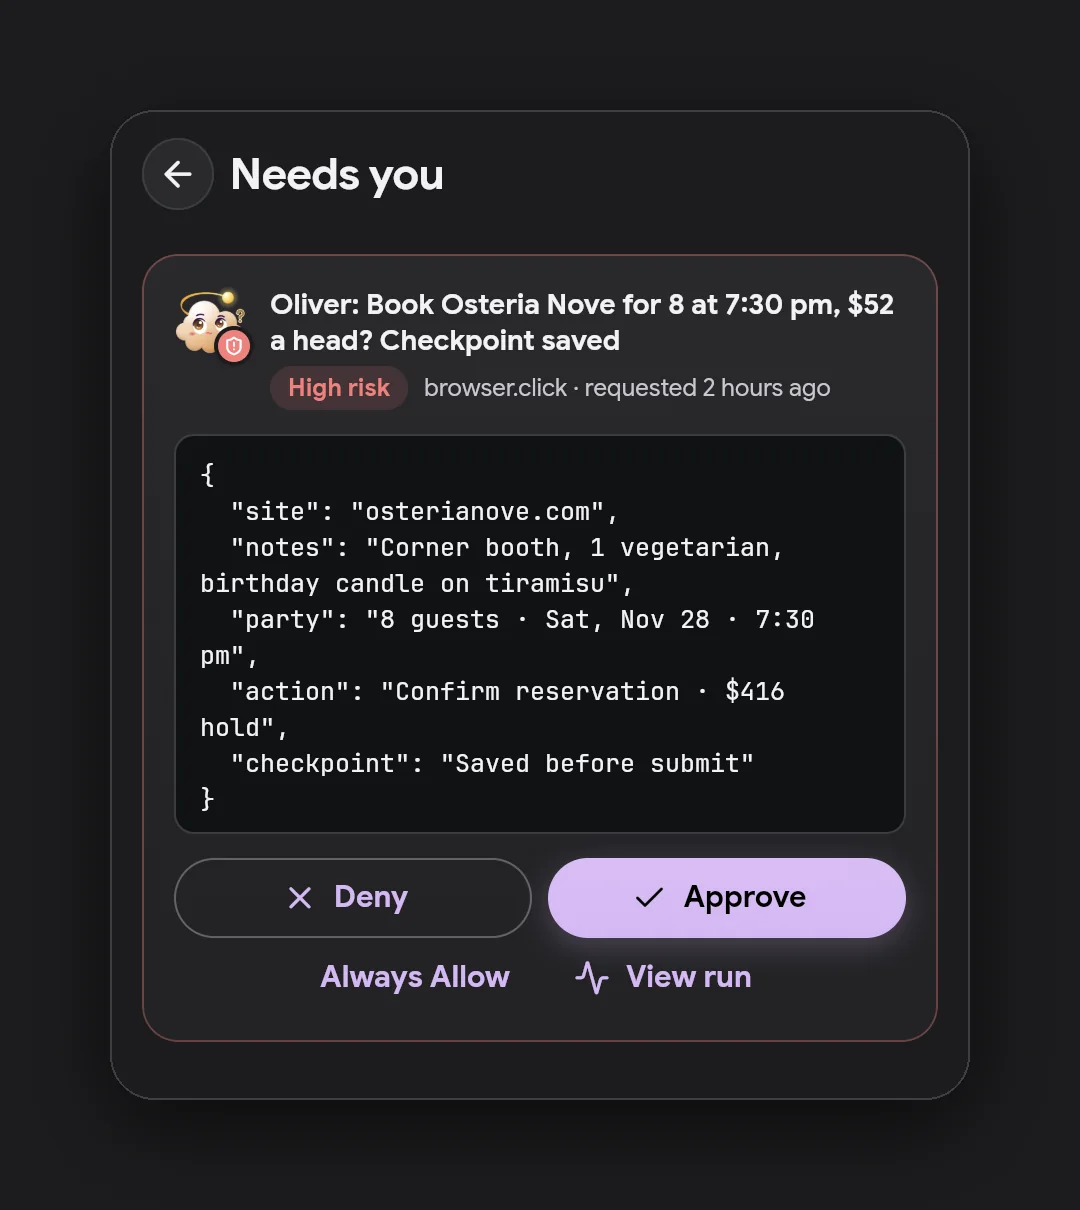 Needs you
Oliver: Book Osteria Nove for 8 at 7:30 pm, $52
a head? Checkpoint saved
High risk browser.click · requested 2 hours ago
{
  "site": "osterianove.com",
  "notes": "Corner booth, 1 vegetarian,
birthday candle on tiramisu",
  "party": "8 guests · Sat, Nov 28 · 7:30
pm",
  "action": "Confirm reservation · $416
hold",
  "checkpoint": "Saved before submit"
}
Deny Approve
Always Allow View run